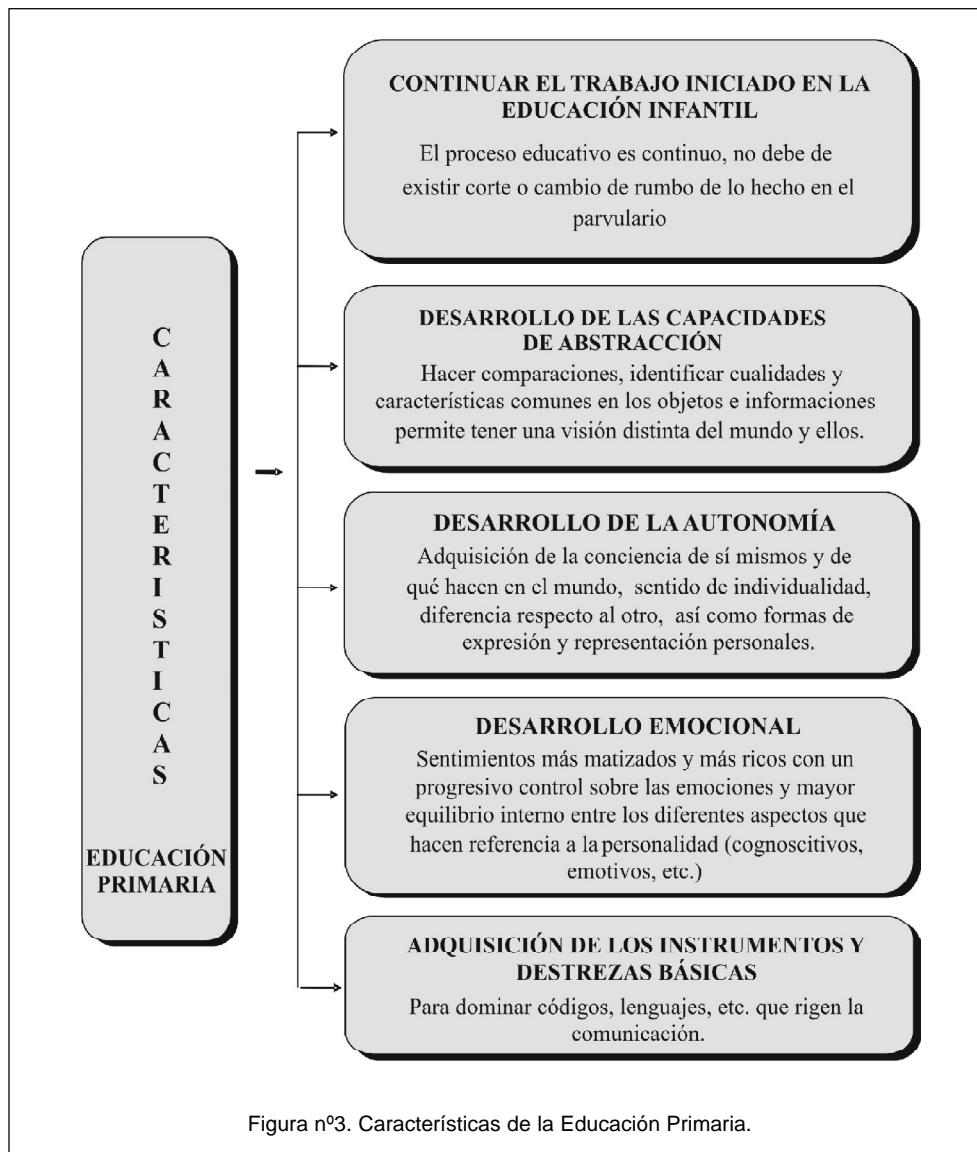 CARACTERISTICAS
EDUCACIÓN
PRIMARIA
CONTINUAR EL TRABAJO INICIADO EN LA
EDUCACIÓN INFANTIL
El proceso educativo es continuo, no debe de
existir corte o cambio de rumbo de lo hecho en el
parvulario
DESARROLLO DE LAS CAPACIDADES
DE ABSTRACCIÓN
Hacer comparaciones, identificar cualidades y
características comunes en los objetos e informaciones
permite tener una visión distinta del mundo y ellos.
DESARROLLO DE LA AUTONOMÍA
Adquisición de la conciencia de sí mismos y de
qué hacen en el mundo, sentido de individualidad,
diferencia respecto al otro, así como formas de
expresión y representación personales.
DESARROLLO EMOCIONAL
Sentimientos más matizados y más ricos con un
progresivo control sobre las emociones y mayor
equilibrio interno entre los diferentes aspectos que
hacen referencia a la personalidad (cognoscitivos,
emotivos, etc.)
ADQUISICIÓN DE LOS INSTRUMENTOS Y
DESTREZAS BÁSICAS
Para dominar códigos, lenguajes, etc. que rigen la
comunicación.
Figura nº3. Características de la Educación Primaria.